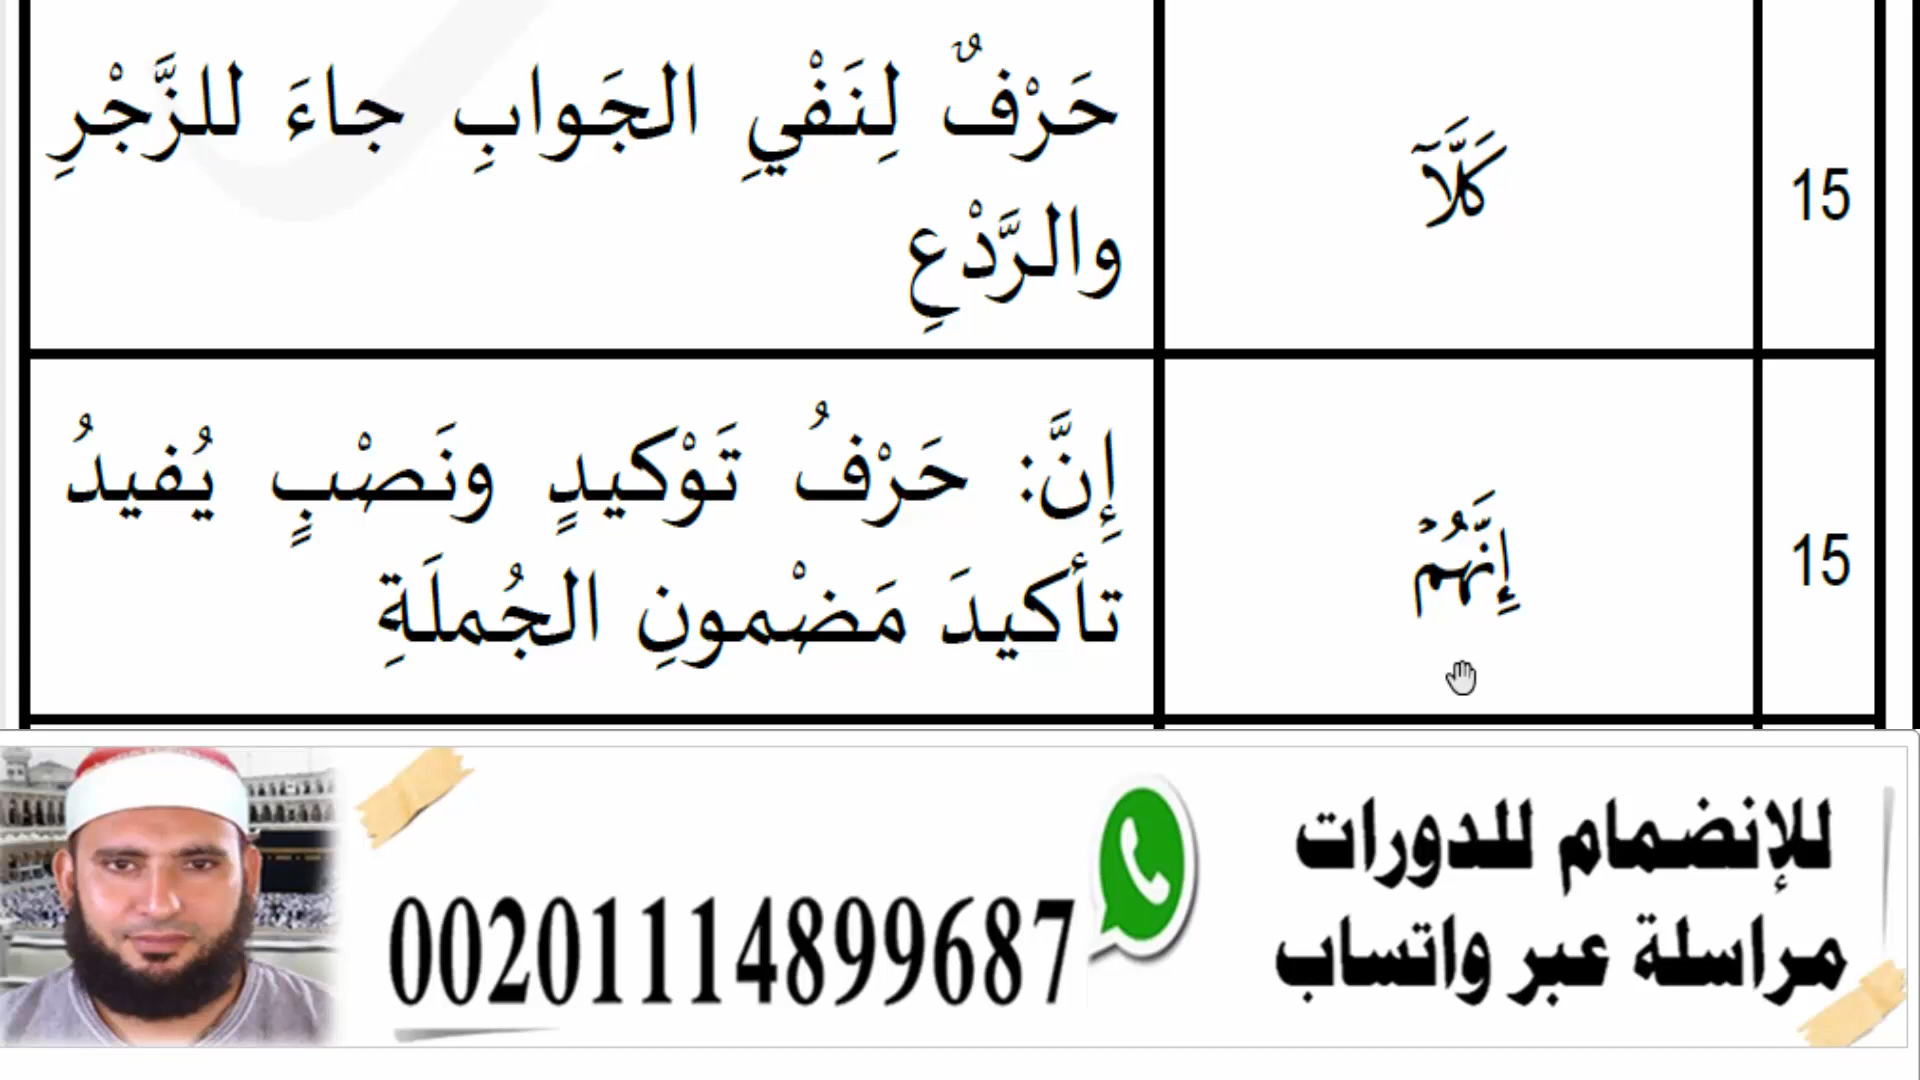 15 كَلَّآ حَرْفٌ لِنَفْيِ الجَوابِ جاءَ للزَّجْرِ
والرَّدْعِ
15 إِنَّهُمْ إِنَّ: حَرْفُ تَوْكيدٍ ونَصْبٍ يُفيدُ
تأكيدَ مَضْمونِ الجُملَةِ
للإنضمام للدورات
مراسلة عبر واتساب
00201114899687